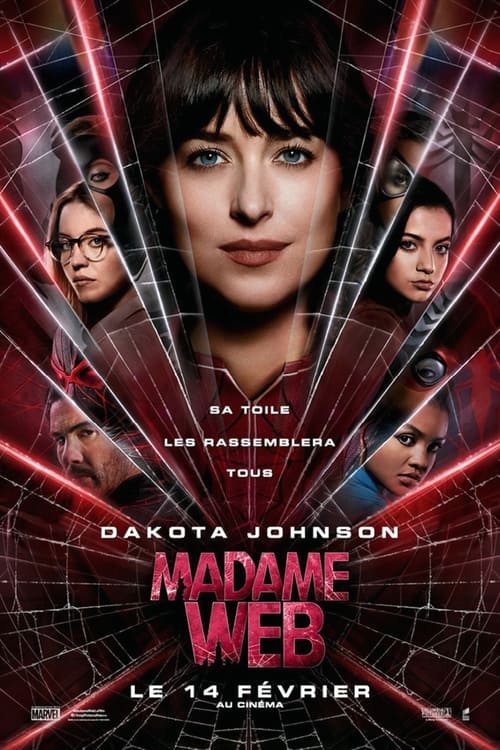 SA TOILE
LES RASSEMBLERA
TOUS
DAKOTA JOHNSON
MADAME
WEB
LE 14 FÉVRIER
AU CINÉMA
MARVEL